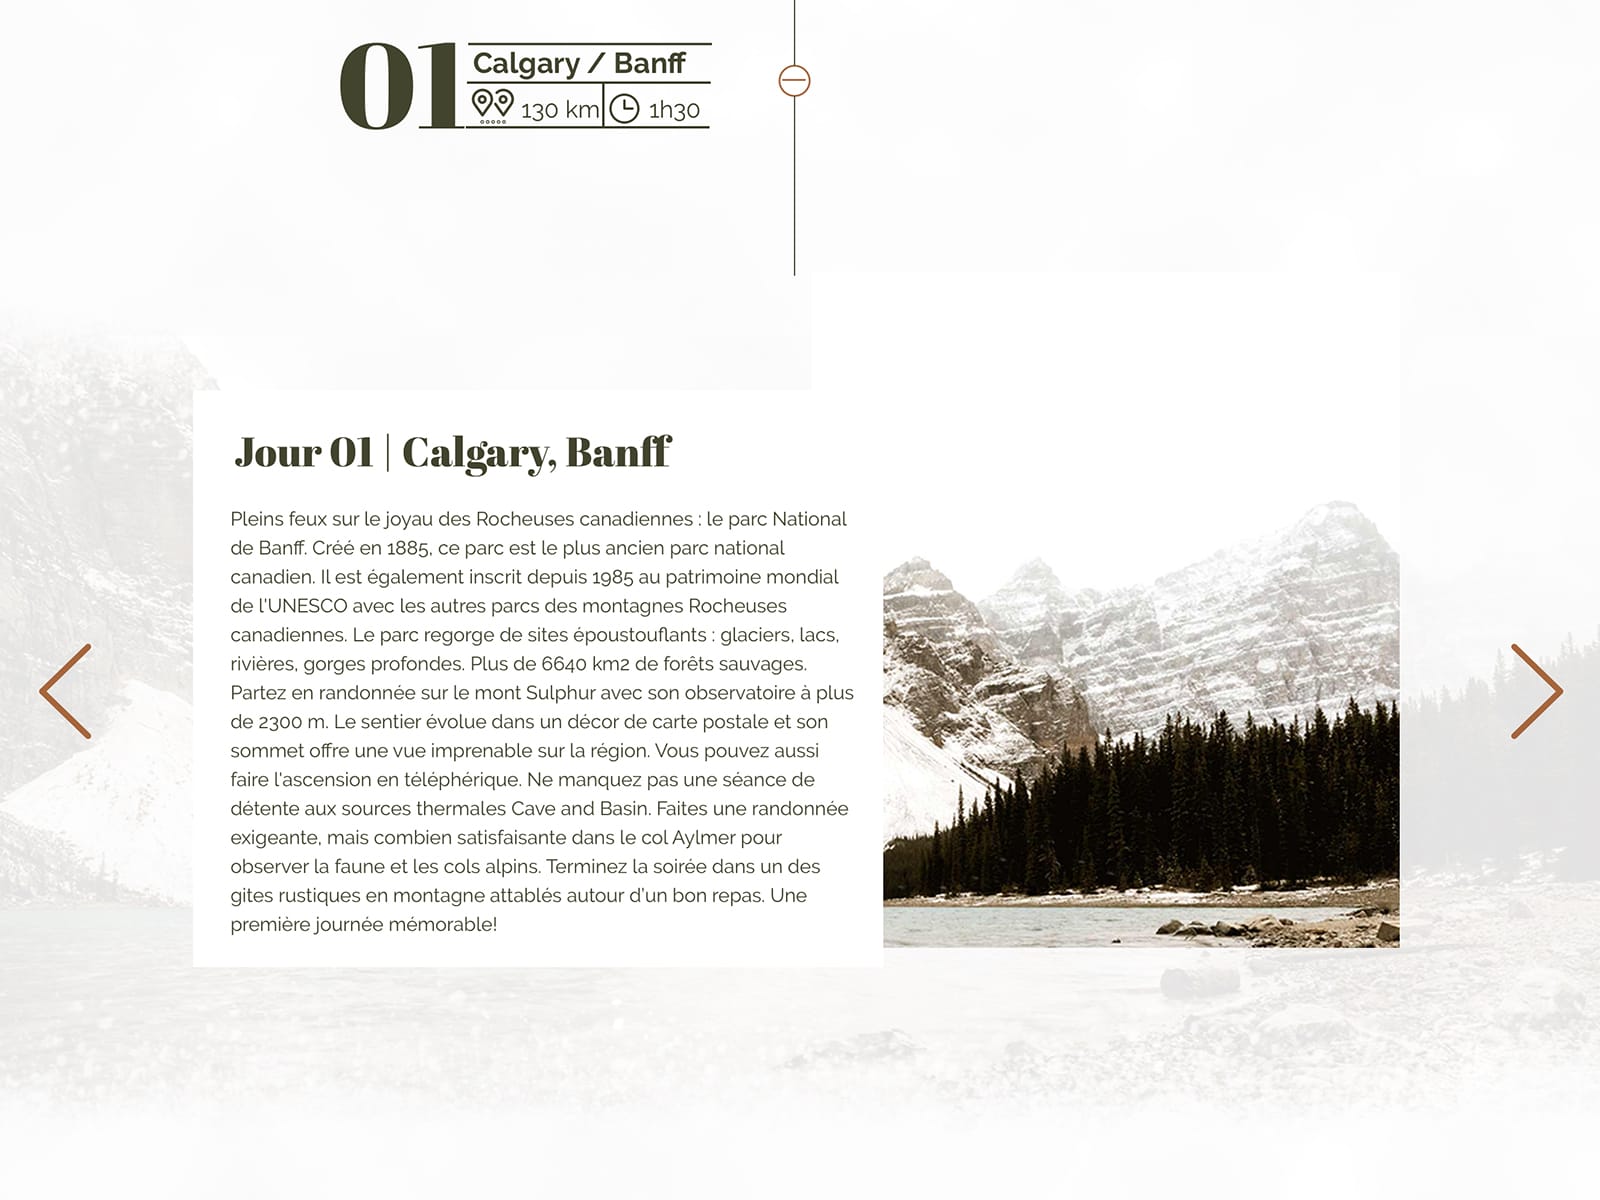 01
Calgary / Banff
130 km
1h30
Jour 01 | Calgary, Banff
Pleins feux sur le joyau des Rocheuses canadiennes : le parc National
de Banff. Créé en 1885, ce parc est le plus ancien parc national
canadien. Il est également inscrit depuis 1985 au patrimoine mondial
de l'UNESCO avec les autres parcs des montagnes Rocheuses
canadiennes. Le parc regorge de sites époustouflants : glaciers, lacs,
rivières, gorges profondes. Plus de 6640 km2 de forêts sauvages.
Partez en randonnée sur le mont Sulphur avec son observatoire à plus
de 2300 m. Le sentier évolue dans un décor de carte postale et son
sommet offre une vue imprenable sur la région. Vous pouvez aussi
faire l'ascension en téléphérique. Ne manquez pas une séance de
détente aux sources thermales Cave and Basin. Faites une randonnée
exigeante, mais combien satisfaisante dans le col Aylmer pour
observer la faune et les cols alpins. Terminez la soirée dans un des
gites rustiques en montagne attablés autour d'un bon repas. Une
première journée mémorable!